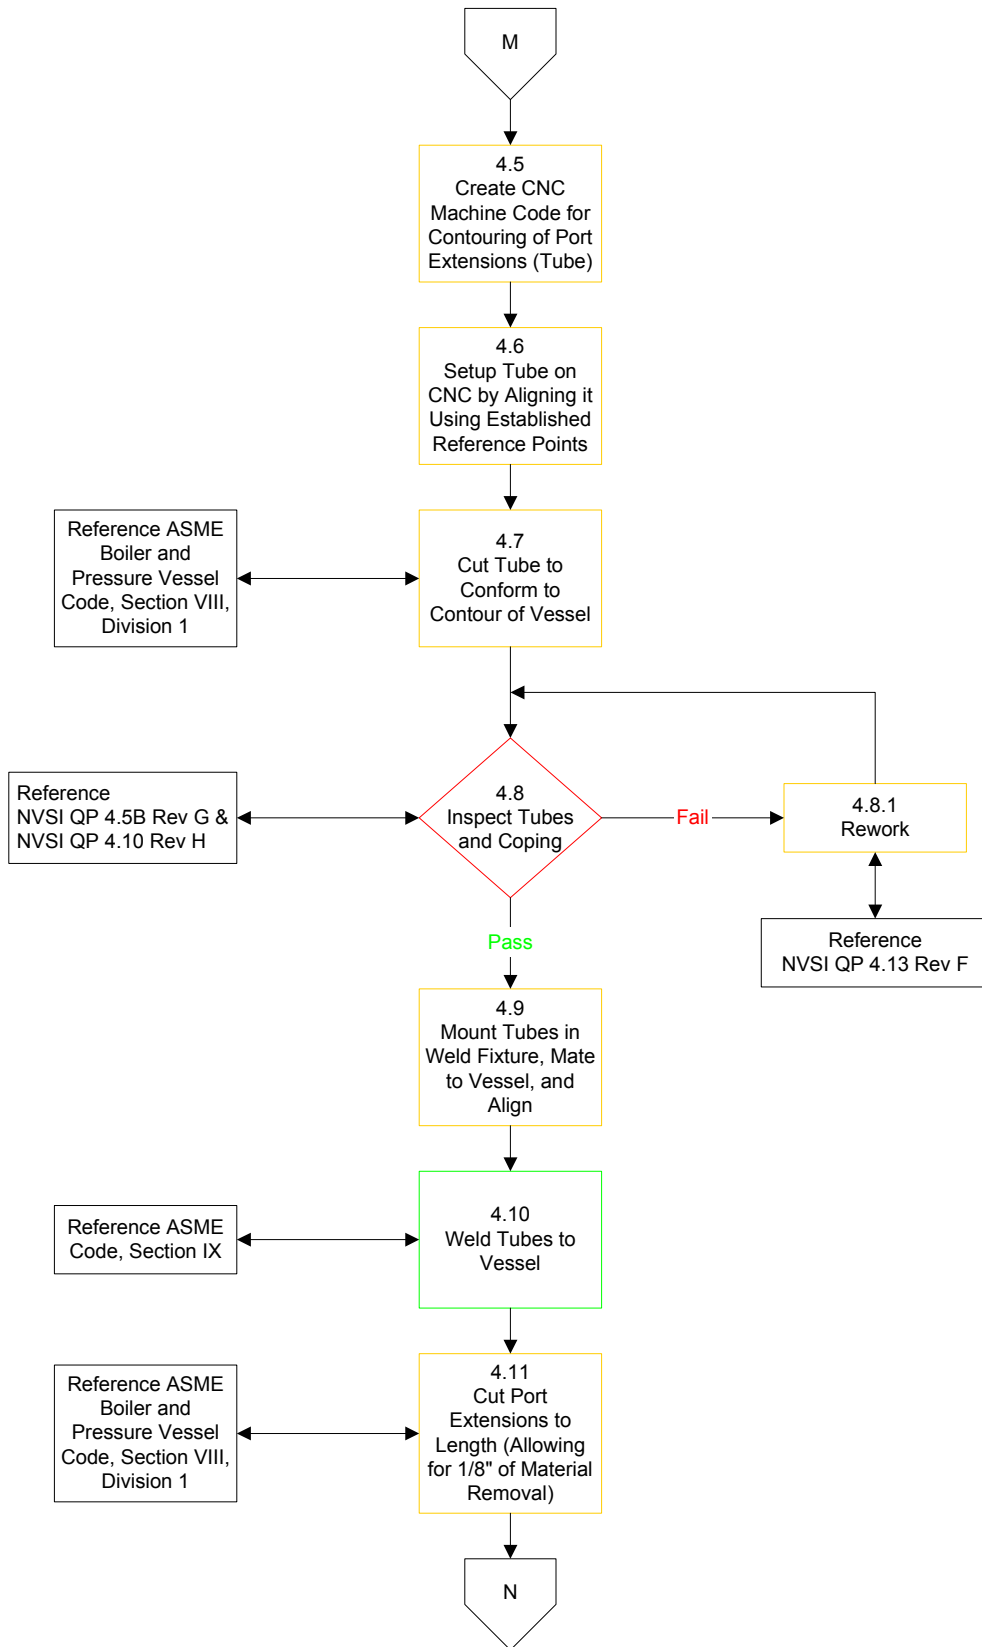 M
4.5
Create CNC
Machine Code for
Contouring of Port
Extensions (Tube)
4.6
Setup Tube on
CNC by Aligning it
Using Established
Reference Points
Reference ASME
Boiler and
Pressure Vessel
Code, Section VIII,
Division 1
4.7
Cut Tube to
Conform to
Contour of Vessel
Reference
NVSI QP 4.5B Rev G &
NVSI QP 4.10 Rev H
4.8
Inspect Tubes
and Coping
Fail
4.8.1
Rework
Pass
Reference
NVSI QP 4.13 Rev F
4.9
Mount Tubes in
Weld Fixture, Mate
to Vessel, and
Align
Reference ASME
Code, Section IX
4.10
Weld Tubes to
Vessel
Reference ASME
Boiler and
Pressure Vessel
Code, Section VIII,
Division 1
4.11
Cut Port
Extensions to
Length (Allowing
for 1/8" of Material
Removal)
N